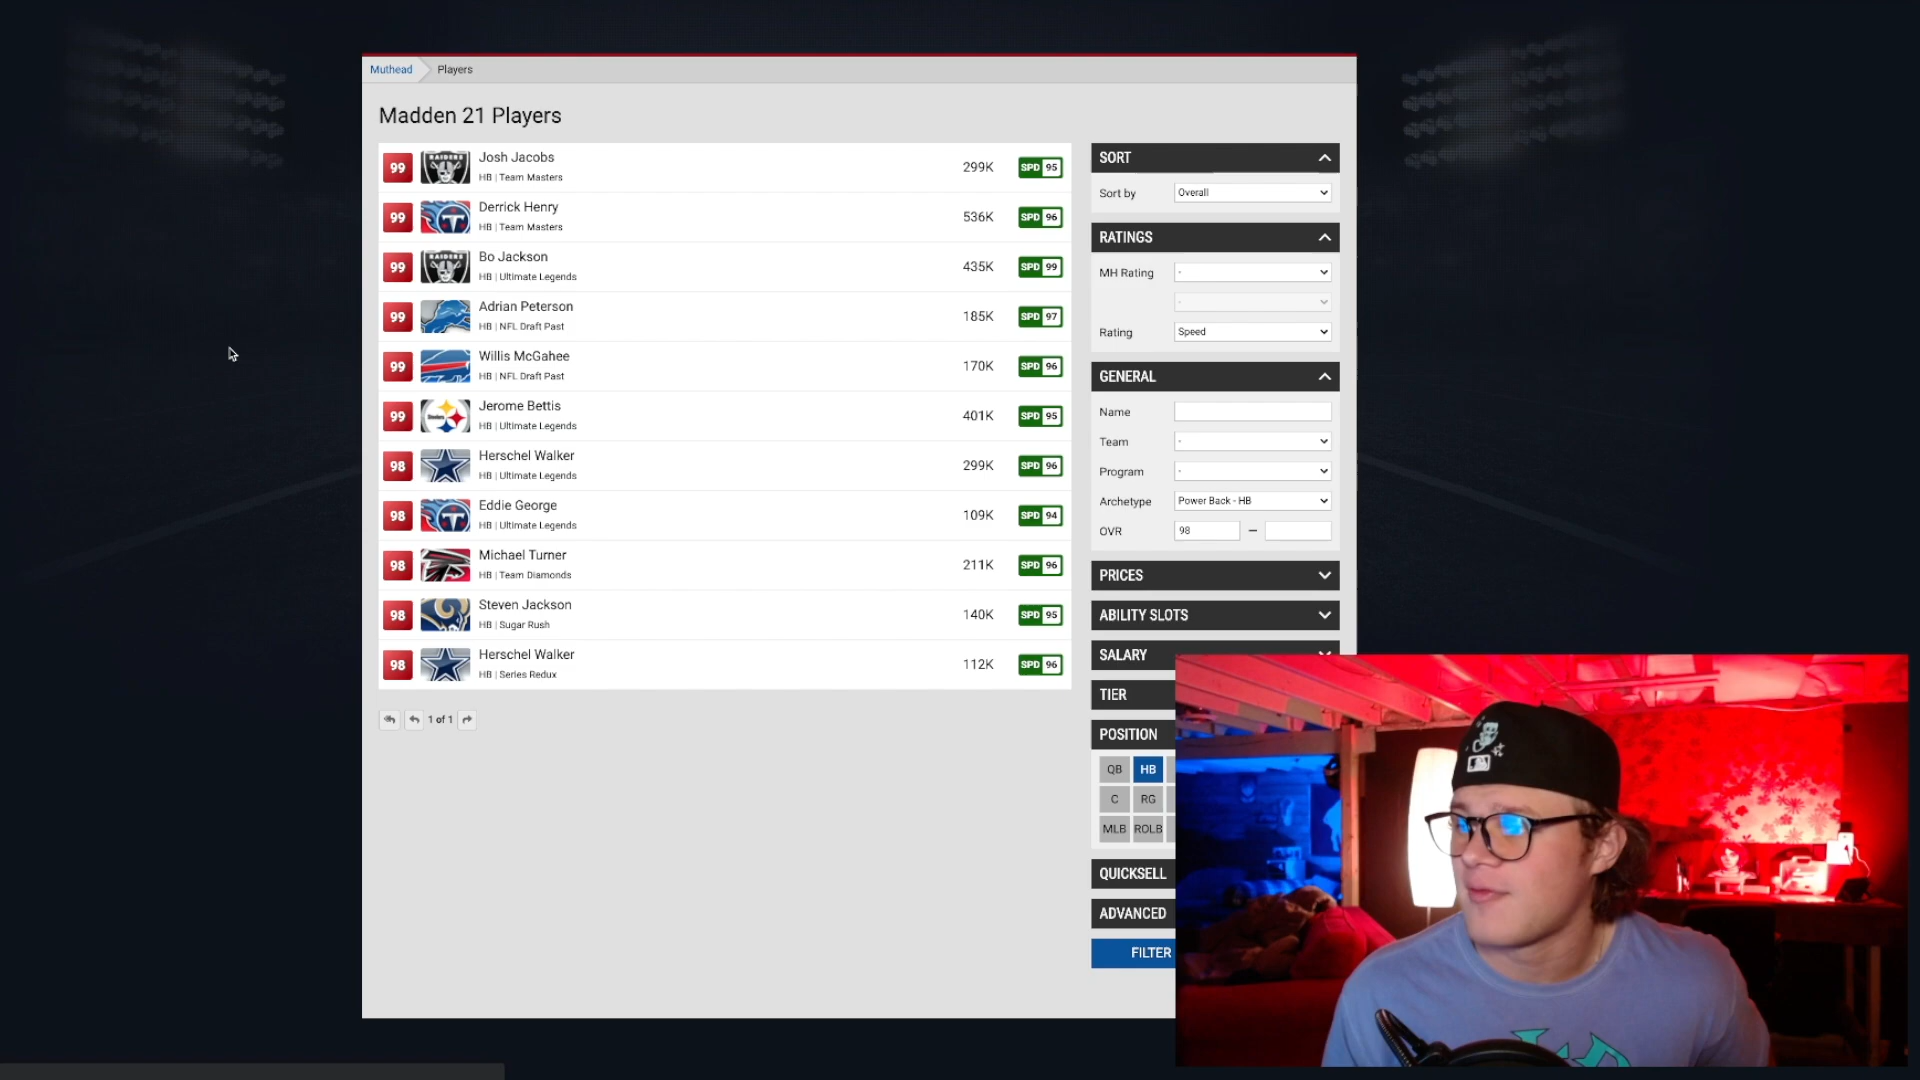 Muthead Players
Madden 21 Players
99 Josh Jacobs 299K SPD 95
HB | Team Masters
99 Derrick Henry 536K SPD 96
HB | Team Masters
99 Bo Jackson 435K SPD 99
HB | Ultimate Legends
99 Adrian Peterson 185K SPD 97
HB | NFL Draft Past
99 Willis McGahee 170K SPD 96
HB | NFL Draft Past
99 Jerome Bettis 401K SPD 95
HB | Ultimate Legends
98 Herschel Walker 299K SPD 96
HB | Ultimate Legends
98 Eddie George 109K SPD 94
HB | Ultimate Legends
98 Michael Turner 211K SPD 96
HB | Team Diamonds
98 Steven Jackson 140K SPD 95
HB | Sugar Rush
98 Herschel Walker 112K SPD 96
HB | Series Redux
1 of 1
SORT
Sort by Overall
RATINGS
MH Rating -
-
Rating Speed
GENERAL
Name
Team -
Program -
Archetype Power Back - HB
OVR 98 –
PRICES
ABILITY SLOTS
SALARY
TIER
POSITION
QB HB
C RG
MLB ROLB
QUICKSELL
ADVANCED
FILTER
RAIDERS
RAIDERS